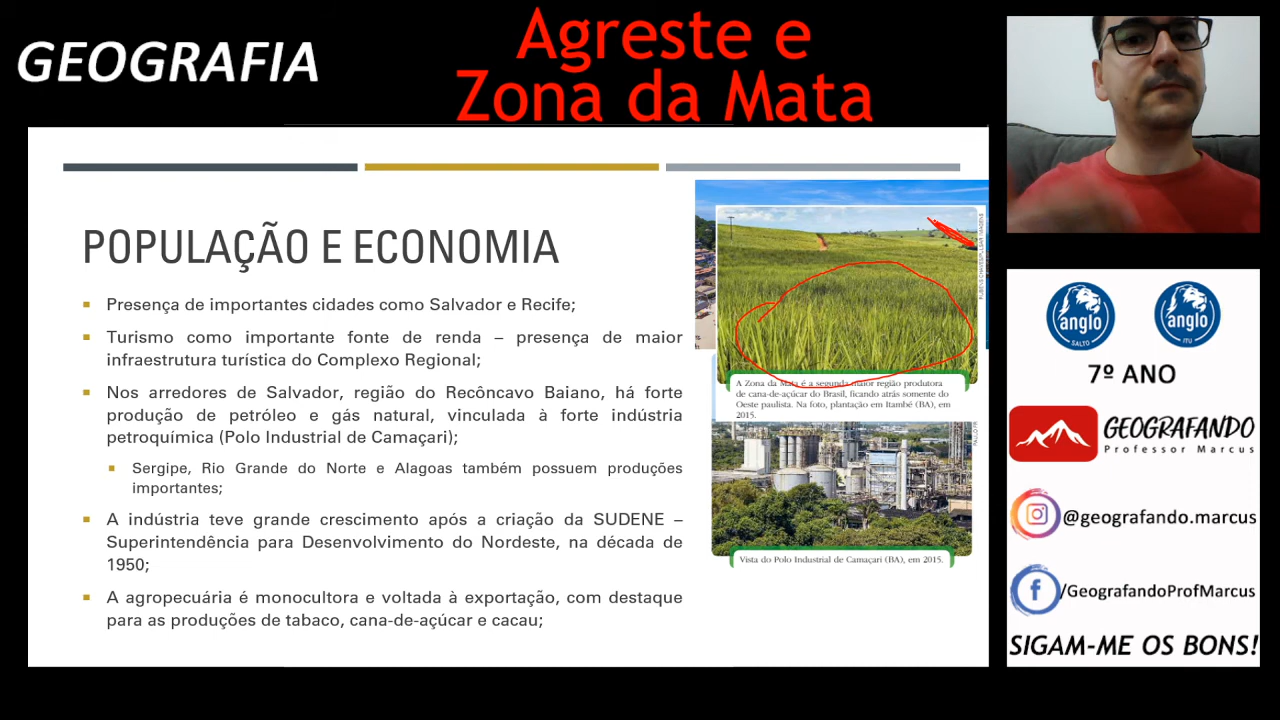 GEOGRAFIA
Agreste e
Zona da Mata
POPULAÇÃO E ECONOMIA
Presença de importantes cidades como Salvador e Recife;
Turismo como importante fonte de renda – presença de maior
infraestrutura turística do Complexo Regional;
Nos arredores de Salvador, região do Recôncavo Baiano, há forte
produção de petróleo e gás natural, vinculada à forte indústria
petroquímica (Polo Industrial de Camaçari);
Sergipe, Rio Grande do Norte e Alagoas também possuem produções
importantes;
A indústria teve grande crescimento após a criação da SUDENE –
Superintendência para Desenvolvimento do Nordeste, na década de
1950;
A agropecuária é monocultora e voltada à exportação, com destaque
para as produções de tabaco, cana-de-açúcar e cacau;
A Zona da Mata é a segunda maior região produtora
de cana-de-açúcar do Brasil, ficando atrás somente do
Oeste paulista. Na foto, plantação em Itambé (BA), em
2015.
Vista do Polo Industrial de Camaçari (BA), em 2015.
anglo
SALTO
anglo
ITU
7º ANO
GEOGRAFANDO
Professor Marcus
@geografando.marcus
/GeografandoProfMarcus
SIGAM-ME OS BONS!